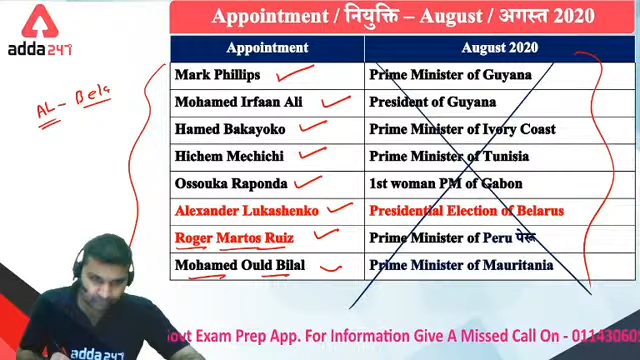 adda247
Appointment / नियुक्ति – August / अगस्त 2020
Appointment August 2020
Mark Phillips Prime Minister of Guyana
Mohamed Irfaan Ali President of Guyana
Hamed Bakayoko Prime Minister of Ivory Coast
Hichem Mechichi Prime Minister of Tunisia
Ossouka Raponda 1st woman PM of Gabon
Alexander Lukashenko Presidential Election of Belarus
Roger Martos Ruiz Prime Minister of Peru पेरू
Mohamed Ould Bilal Prime Minister of Mauritania
AL – Bela
adda247
Govt Exam Prep App. For Information Give A Missed Call On - 01143060